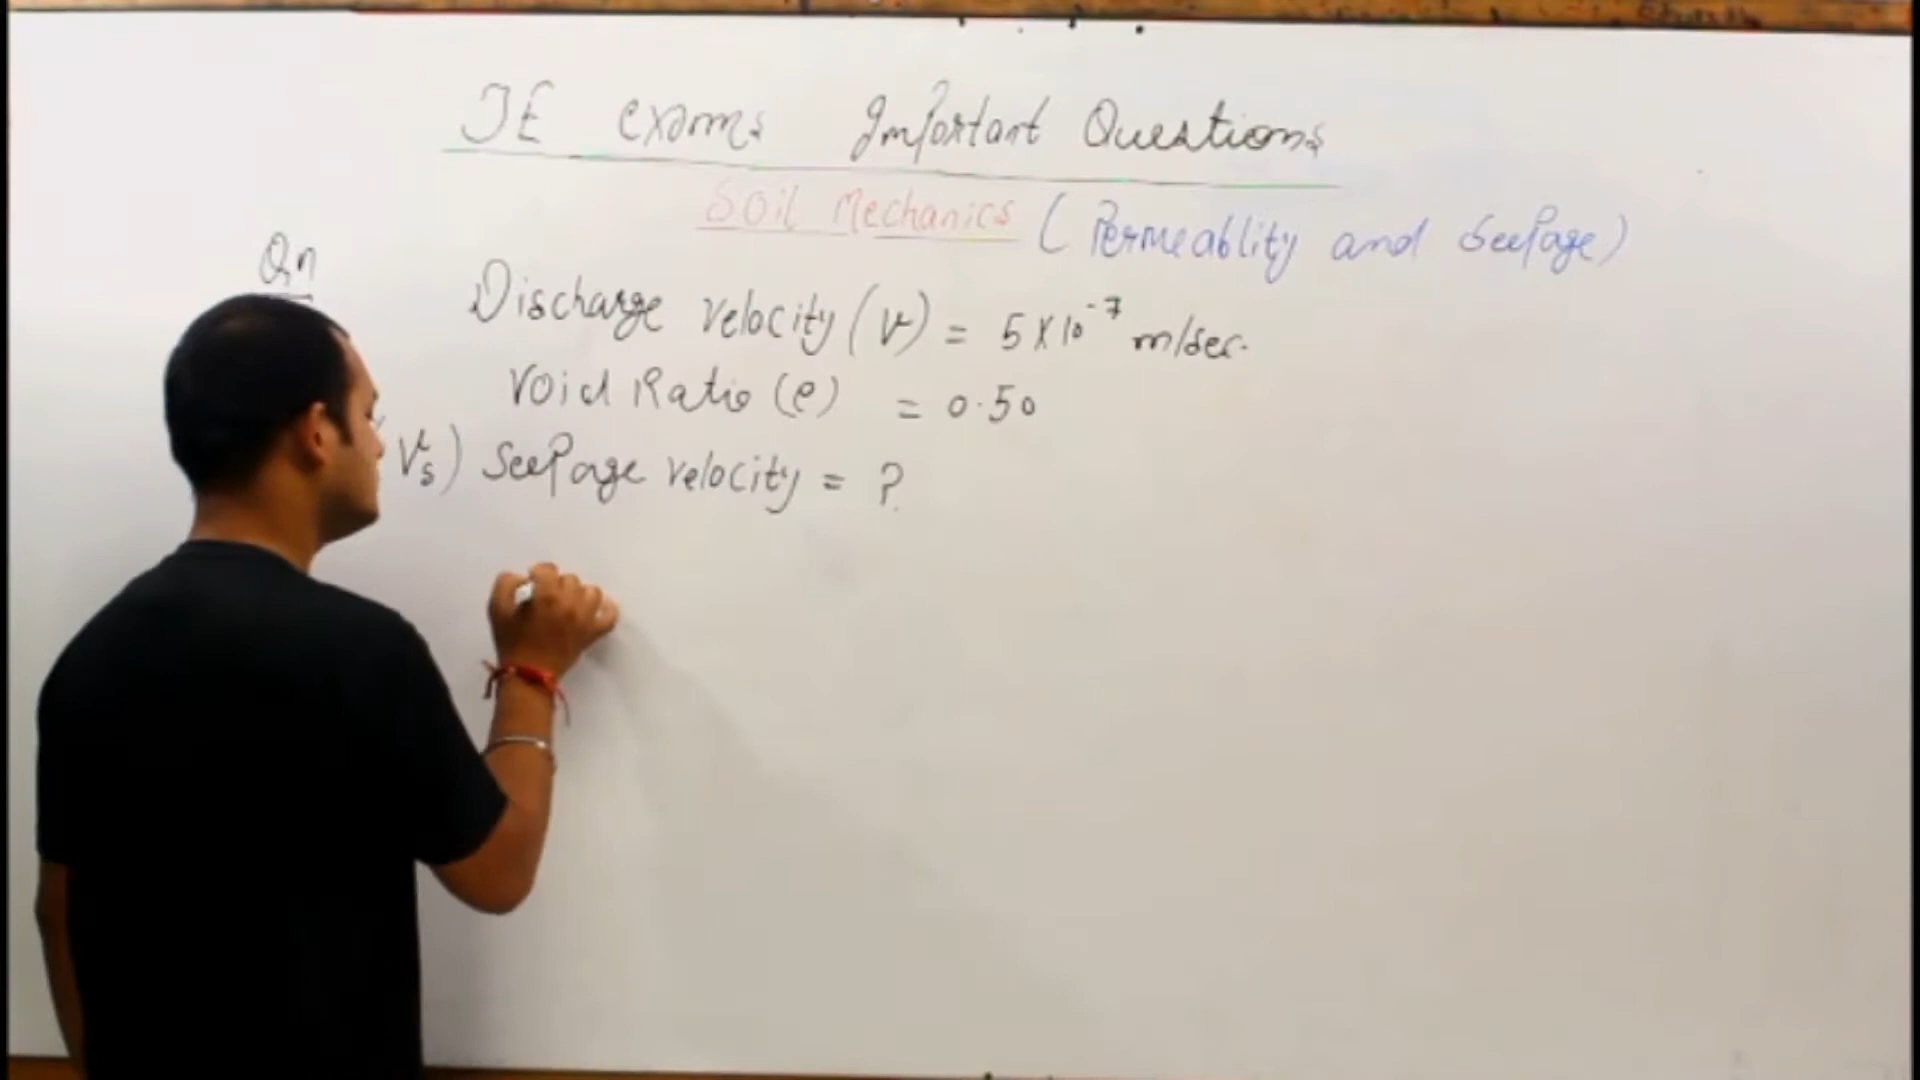 JE exams Important Questions
Soil Mechanics (Permeablity and Seepage)
Qn
Discharge velocity (v) = 5 x 10⁻⁷ m/sec.
Void Ratio (e) = 0.50
Vs) Seepage velocity = ?